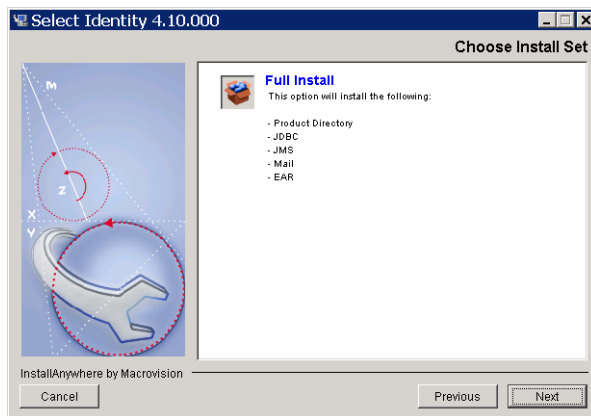 Select Identity 4.10.000
Choose Install Set
Full Install
This option will install the following:
- Product Directory
- JDBC
- JMS
- Mail
- EAR
M
Z
X
Y
InstallAnywhere by Macrovision
Cancel
Previous
Next